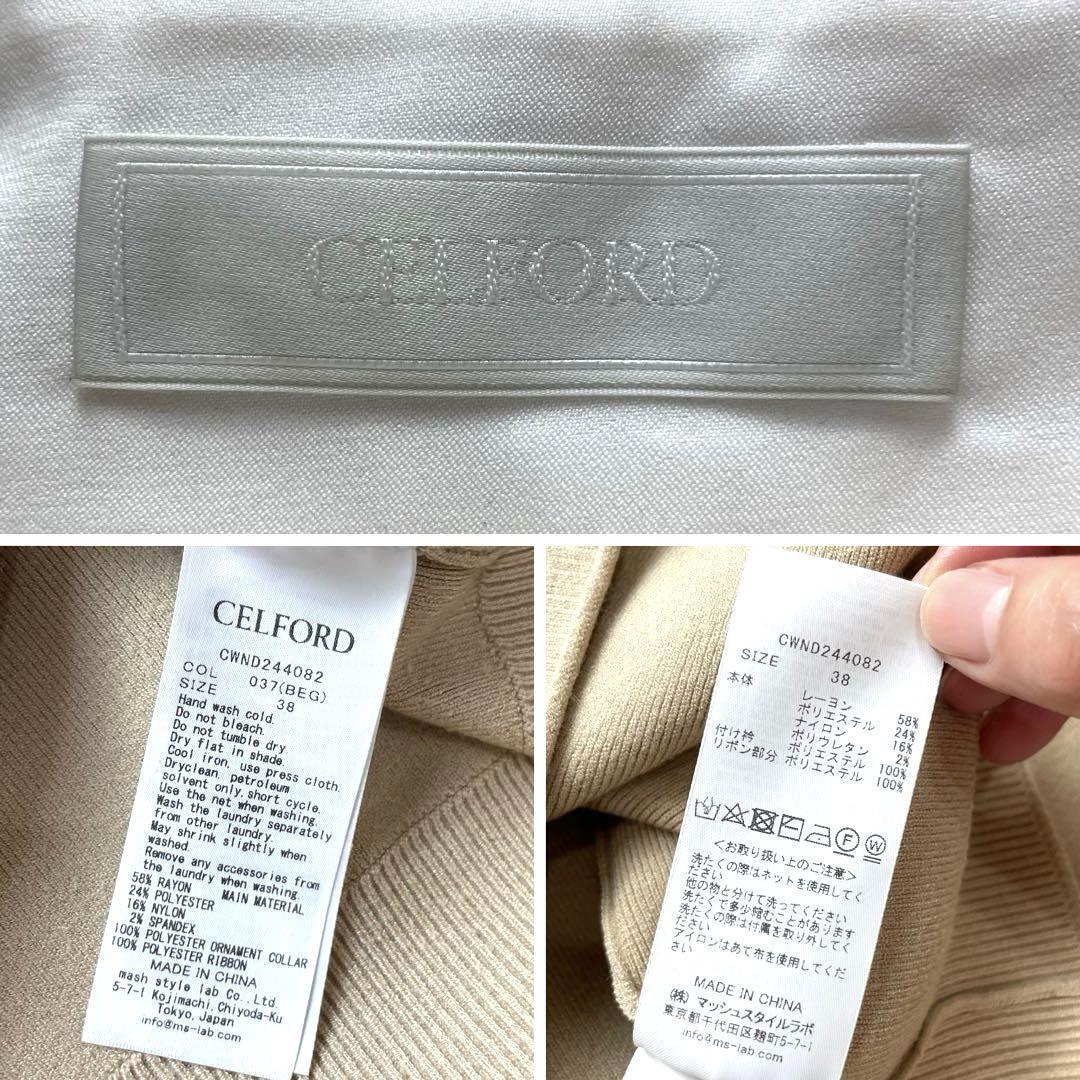 CELFORD
CELFORD
CWND244082
COL 037(BEG)
SIZE 38
Hand wash cold.
Do not bleach.
Do not tumble dry
Dry flat in shade.
Cool iron, use press cloth.
Dryclean, petroleum
solvent only,short cycle.
Use the net when washing.
Wash the laundry separately
from other laundry.
May shrink slightly when
washed.
Remove any accessories from
the laundry when washing.
58% RAYON MAIN MATERIAL
24% POLYESTER
16% NYLON
2% SPANDEX
100% POLYESTER ORNAMENT COLLAR
100% POLYESTER RIBBON
MADE IN CHINA
mash style lab Co., Ltd.
5-7-1 Kojimachi, Chiyoda-Ku
Tokyo, Japan
info@ms-lab.com
CWND244082
SIZE 38
本体 レーヨン 58%
ポリエステル 24%
ナイロン 16%
ポリウレタン 2%
付け衿 ポリエステル 100%
リボン部分 ポリエステル 100%
F W
<お取り扱い上のご注意>
洗たくの際はネットを使用してく
ださい
他の物と分けて洗ってください
洗たくで多少縮むことがあります
洗たくの際は付属を取り外してく
ださい
アイロンはあて布を使用してくだ
さい
MADE IN CHINA
(株) マッシュスタイルラボ
東京都千代田区麹町5-7-1
info@ms-lab.com